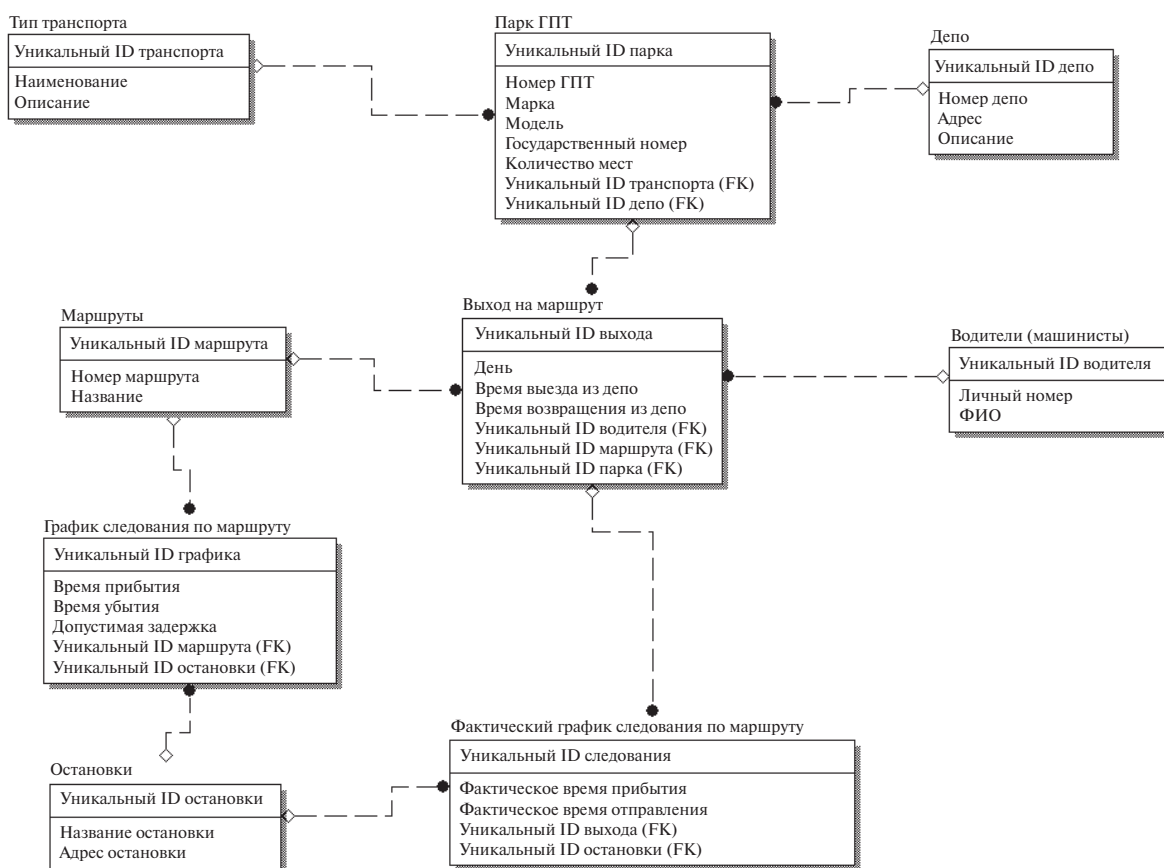 Тип транспорта
Уникальный ID транспорта
Наименование
Описание
Парк ГПТ
Уникальный ID парка
Номер ГПТ
Марка
Модель
Государственный номер
Количество мест
Уникальный ID транспорта (FK)
Уникальный ID депо (FK)
Депо
Уникальный ID депо
Номер депо
Адрес
Описание
Маршруты
Уникальный ID маршрута
Номер маршрута
Название
Выход на маршрут
Уникальный ID выхода
День
Время выезда из депо
Время возвращения из депо
Уникальный ID водителя (FK)
Уникальный ID маршрута (FK)
Уникальный ID парка (FK)
Водители (машинисты)
Уникальный ID водителя
Личный номер
ФИО
График следования по маршруту
Уникальный ID графика
Время прибытия
Время убытия
Допустимая задержка
Уникальный ID маршрута (FK)
Уникальный ID остановки (FK)
Остановки
Уникальный ID остановки
Название остановки
Адрес остановки
Фактический график следования по маршруту
Уникальный ID следования
Фактическое время прибытия
Фактическое время отправления
Уникальный ID выхода (FK)
Уникальный ID остановки (FK)